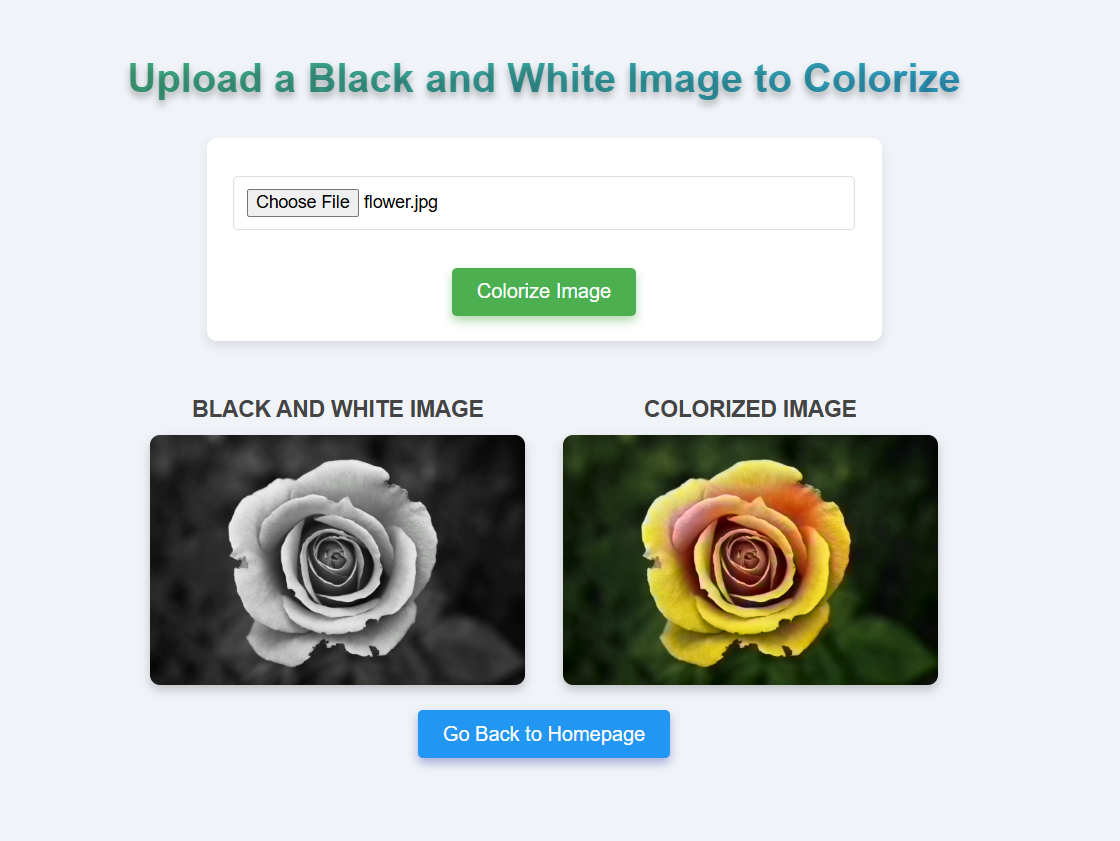 Upload a Black and White Image to Colorize
Choose File flower.jpg
Colorize Image
BLACK AND WHITE IMAGE
COLORIZED IMAGE
Go Back to Homepage